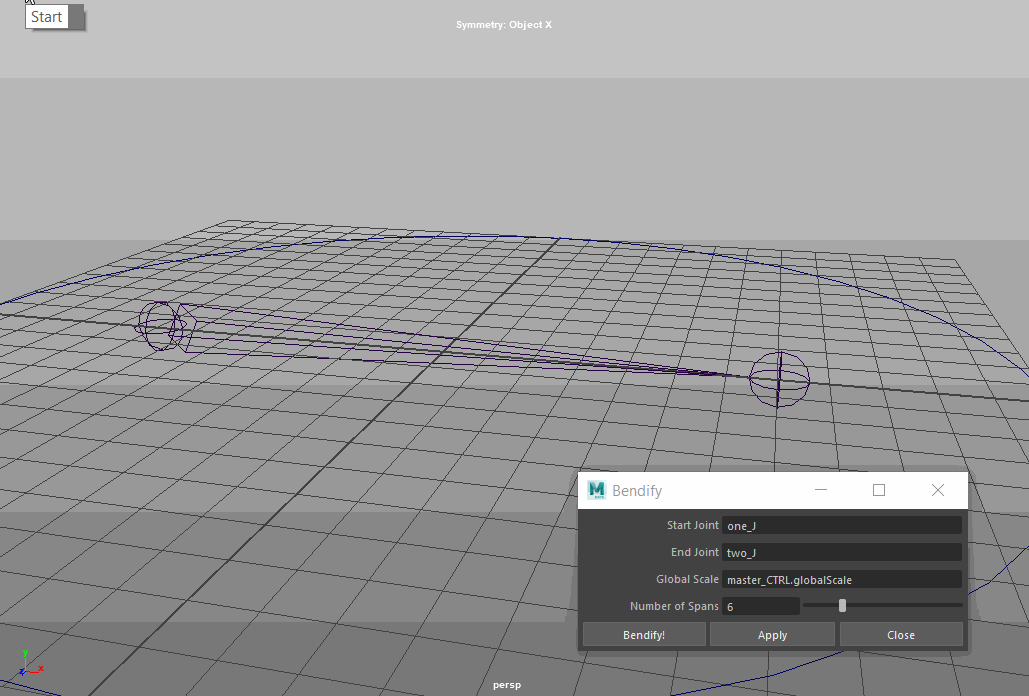 Start
Symmetry: Object X
Bendify
Start Joint one_J
End Joint two_J
Global Scale master_CTRL.globalScale
Number of Spans 6
Bendify! Apply Close
y
z x
persp